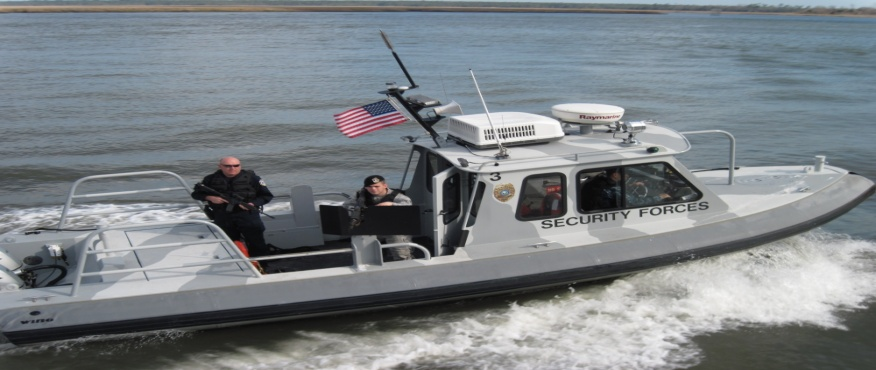 Raymarine
3
SECURITY FORCES